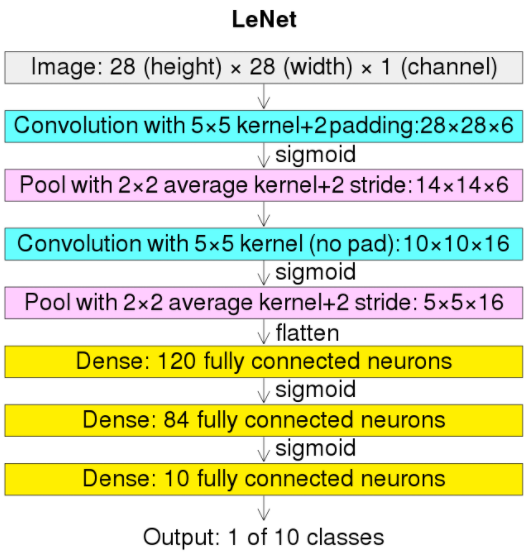 LeNet
Image: 28 (height) × 28 (width) × 1 (channel)
Convolution with 5×5 kernel+2padding:28×28×6
sigmoid
Pool with 2×2 average kernel+2 stride:14×14×6
Convolution with 5×5 kernel (no pad):10×10×16
sigmoid
Pool with 2×2 average kernel+2 stride: 5×5×16
flatten
Dense: 120 fully connected neurons
sigmoid
Dense: 84 fully connected neurons
sigmoid
Dense: 10 fully connected neurons
Output: 1 of 10 classes